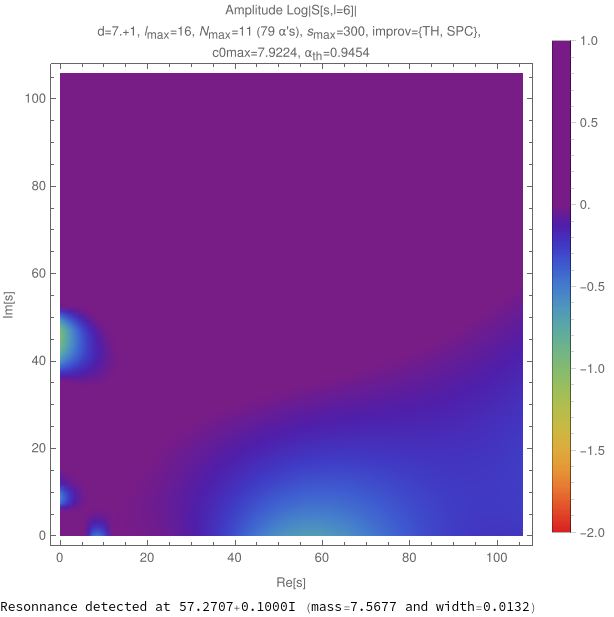 Amplitude Log|S[s,l=6]|
d=7.+1, lmax=16, Nmax=11 (79 α's), smax=300, improv={TH, SPC},
c0max=7.9224, αth=0.9454
1.0
0.5
0.
−0.5
−1.0
−1.5
−2.0
100
80
60
40
20
0
Im[s]
0 20 40 60 80 100
Re[s]
Resonnance detected at 57.2707+0.1000I (mass=7.5677 and width=0.0132)